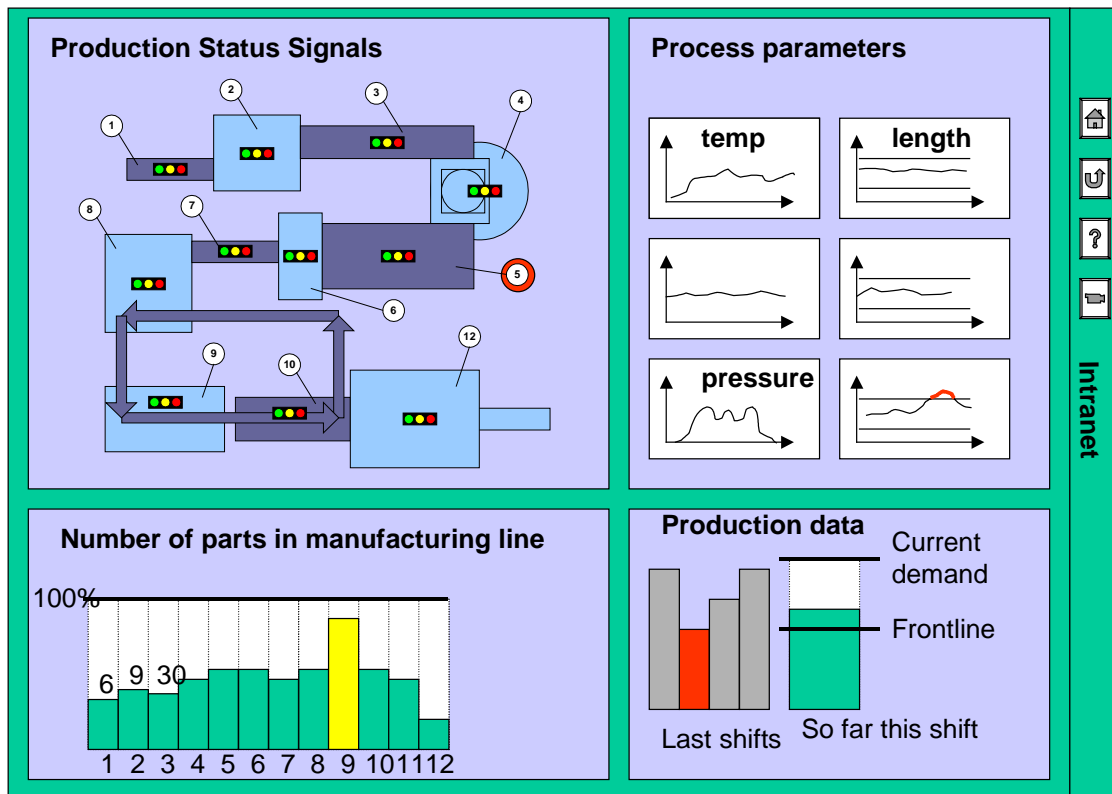 Production Status Signals
1
2
3
4
5
6
7
8
9
10
12
Process parameters
temp
length
pressure
?
Intranet
Number of parts in manufacturing line
100%
6 9 30
1 2 3 4 5 6 7 8 9 10 11 12
Production data
Current
demand
Frontline
Last shifts
So far this shift